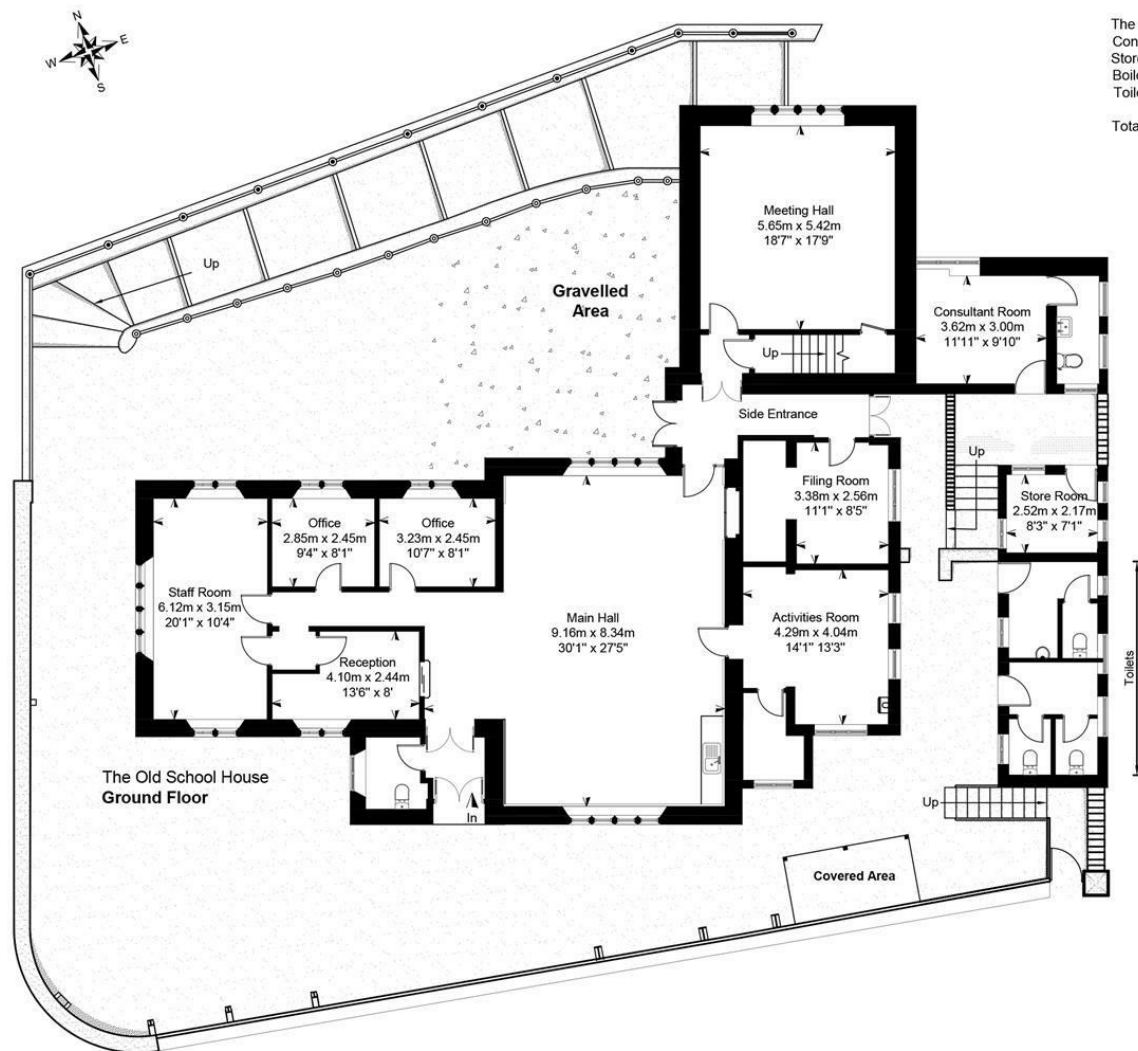 N
E
W
S
The
Con
Store
Boile
Toile
Tota
Up
Gravelled
Area
Meeting Hall
5.65m x 5.42m
18'7" x 17'9"
Up
Consultant Room
3.62m x 3.00m
11'11" x 9'10"
Side Entrance
Up
Filing Room
3.38m x 2.56m
11'1" x 8'5"
Store Room
2.52m x 2.17m
8'3" x 7'1"
Office
2.85m x 2.45m
9'4" x 8'1"
Office
3.23m x 2.45m
10'7" x 8'1"
Staff Room
6.12m x 3.15m
20'1" x 10'4"
Main Hall
9.16m x 8.34m
30'1" x 27'5"
Activities Room
4.29m x 4.04m
14'1" 13'3"
Reception
4.10m x 2.44m
13'6" x 8'
Toilets
The Old School House
Ground Floor
In
Up
Covered Area